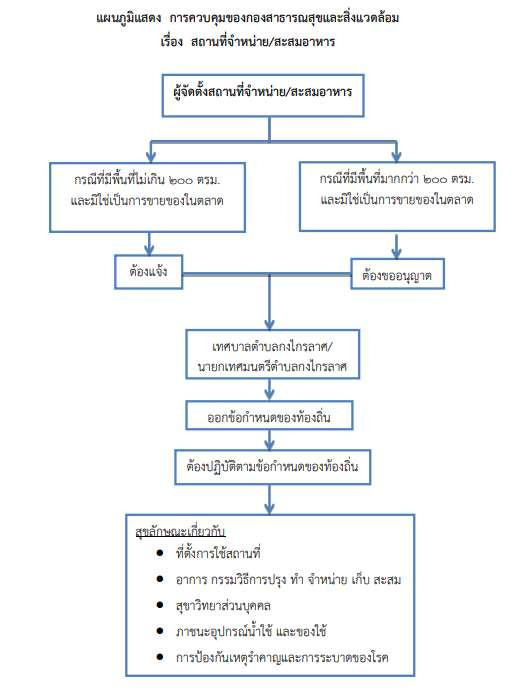 แผนภูมิแสดง การควบคุมของกองสาธารณสุขและสิ่งแวดล้อม
เรื่อง สถานที่จำหน่าย/สะสมอาหาร
ผู้จัดตั้งสถานที่จำหน่าย/สะสมอาหาร
กรณีที่มีพื้นที่ไม่เกิน ๒๐๐ ตรม.
และมิใช่เป็นการขายของในตลาด
กรณีที่มีพื้นที่มากกว่า ๒๐๐ ตรม.
และมิใช่เป็นการขายของในตลาด
ต้องแจ้ง
ต้องขออนุญาต
เทศบาลตำบลกงไกรลาศ/
นายกเทศมนตรีตำบลกงไกรลาศ
ออกข้อกำหนดของท้องถิ่น
ต้องปฏิบัติตามข้อกำหนดของท้องถิ่น
สุขลักษณะเกี่ยวกับ
● ที่ตั้งการใช้สถานที่
● อาการ กรรมวิธีการปรุง ทำ จำหน่าย เก็บ สะสม
● สุขาวิทยาส่วนบุคคล
● ภาชนะอุปกรณ์น้ำใช้ และของใช้
● การป้องกันเหตุรำคาญและการระบาดของโรค